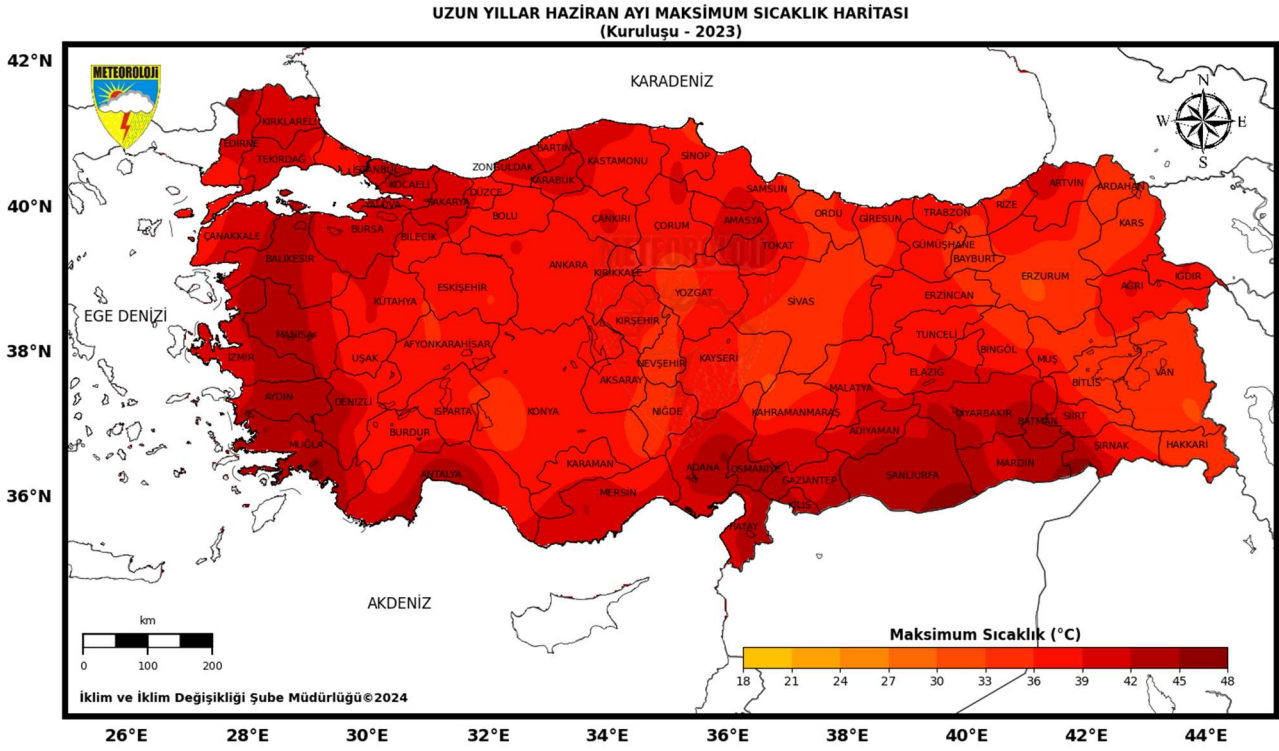 UZUN YILLAR HAZİRAN AYI MAKSİMUM SICAKLIK HARİTASI
(Kuruluşu - 2023)
42°N
40°N
38°N
36°N
METEOROLOJİ
KARADENİZ
N
W E
S
EGE DENİZİ
AKDENİZ
KIRKLARELİ
EDİRNE
TEKİRDAĞ
İSTANBUL
KOCAELİ
YALOVA
SAKARYA
DÜZCE
ZONGULDAK
BARTIN
KARABÜK
KASTAMONU
SİNOP
SAMSUN
ORDU
GİRESUN
TRABZON
RİZE
ARTVİN
ARDAHAN
KARS
ÇANAKKALE
BURSA
BİLECİK
BOLU
ÇANKIRI
ÇORUM
AMASYA
TOKAT
GÜMÜŞHANE
BAYBURT
BALIKESİR
KÜTAHYA
ESKİŞEHİR
ANKARA
KIRIKKALE
METEOROLOJİ
YOZGAT
SİVAS
ERZİNCAN
ERZURUM
AĞRI
IĞDIR
MANİSA
İZMİR
UŞAK
AFYONKARAHİSAR
KIRŞEHİR
NEVŞEHİR
KAYSERİ
AKSARAY
TUNCELİ
BİNGÖL
MUŞ
ELAZIĞ
BİTLİS
VAN
MALATYA
AYDIN
DENİZLİ
ISPARTA
BURDUR
KONYA
NİĞDE
KAHRAMANMARAŞ
ADIYAMAN
DİYARBAKIR
BATMAN
SİİRT
ŞIRNAK
HAKKARİ
MUĞLA
ANTALYA
KARAMAN
MERSİN
ADANA
OSMANİYE
GAZİANTEP
KİLİS
ŞANLIURFA
MARDİN
HATAY
km
0 100 200
İklim ve İklim Değişikliği Şube Müdürlüğü©2024
Maksimum Sıcaklık (°C)
18 21 24 27 30 33 36 39 42 45 48
26°E 28°E 30°E 32°E 34°E 36°E 38°E 40°E 42°E 44°E